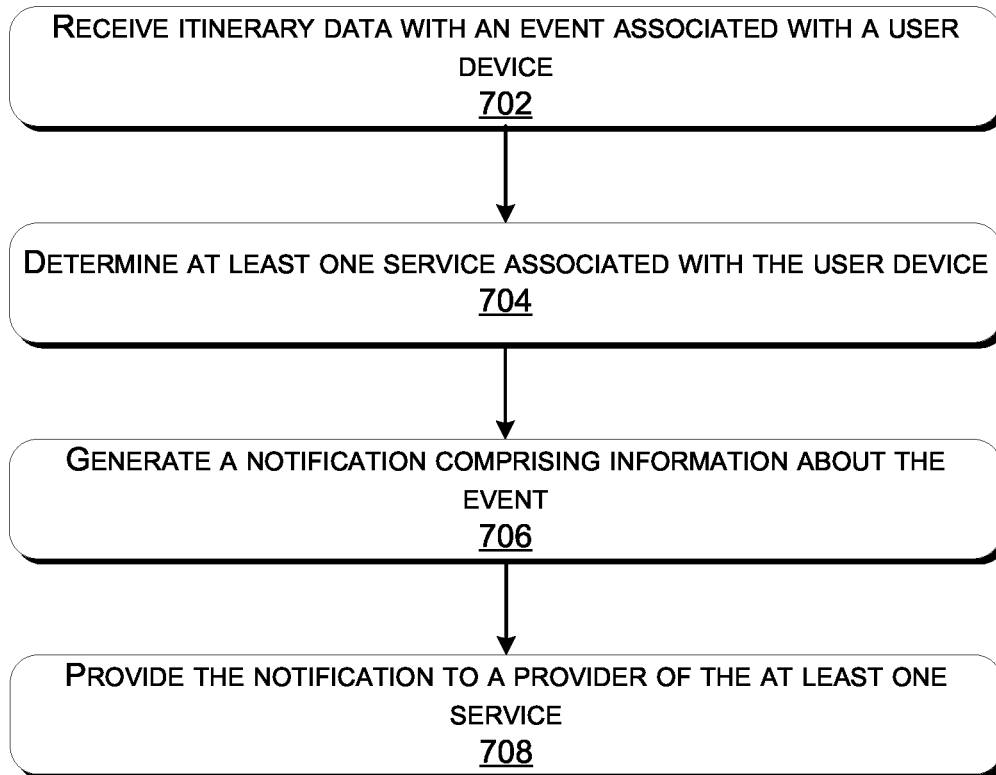 RECEIVE ITINERARY DATA WITH AN EVENT ASSOCIATED WITH A USER
DEVICE
702
DETERMINE AT LEAST ONE SERVICE ASSOCIATED WITH THE USER DEVICE
704
GENERATE A NOTIFICATION COMPRISING INFORMATION ABOUT THE
EVENT
706
PROVIDE THE NOTIFICATION TO A PROVIDER OF THE AT LEAST ONE
SERVICE
708